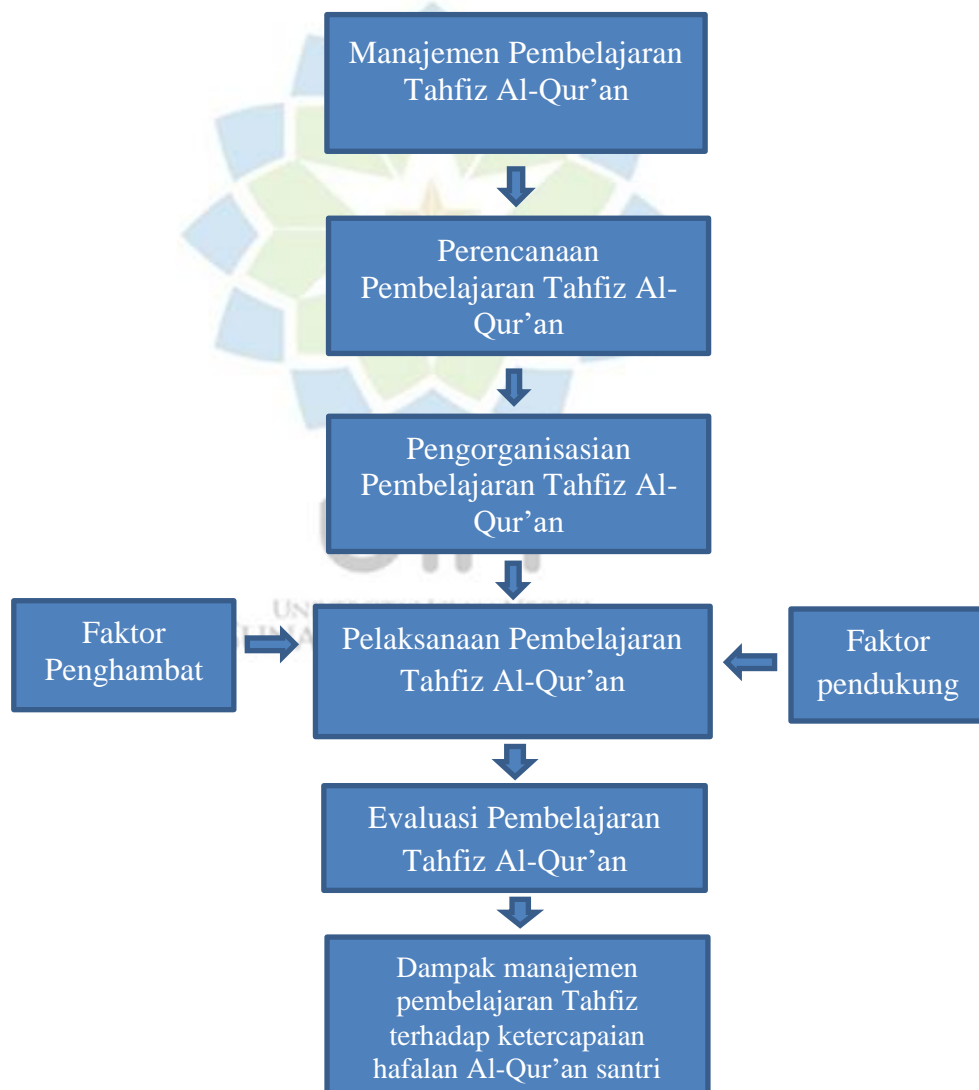 Manajemen Pembelajaran
Tahfiz Al-Qur’an
Perencanaan
Pembelajaran Tahfiz Al-
Qur’an
Pengorganisasian
Pembelajaran Tahfiz Al-
Qur’an
Faktor
Penghambat
Pelaksanaan Pembelajaran
Tahfiz Al-Qur’an
Faktor
pendukung
Evaluasi Pembelajaran
Tahfiz Al-Qur’an
Dampak manajemen
pembelajaran Tahfiz
terhadap ketercapaian
hafalan Al-Qur’an santri